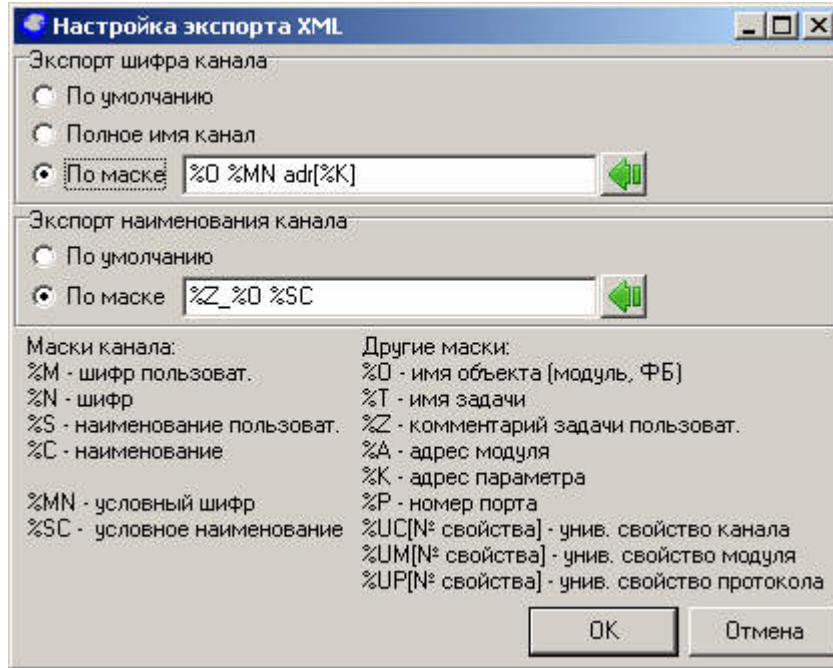 Настройка экспорта XML
Экспорт шифра канала
По умолчанию
Полное имя канал
По маске %O %MN adr[%K]
Экспорт наименования канала
По умолчанию
По маске %Z_%O %SC
Маски канала:
%M - шифр пользоват.
%N - шифр
%S - наименование пользоват.
%C - наименование
%MN - условный шифр
%SC - условное наименование
Другие маски:
%O - имя объекта (модуль, ФБ)
%T - имя задачи
%Z - комментарий задачи пользоват.
%A - адрес модуля
%K - адрес параметра
%P - номер порта
%UC[№ свойства] - унив. свойство канала
%UM[№ свойства] - унив. свойство модуля
%UP[№ свойства] - унив. свойство протокола
OK
Отмена